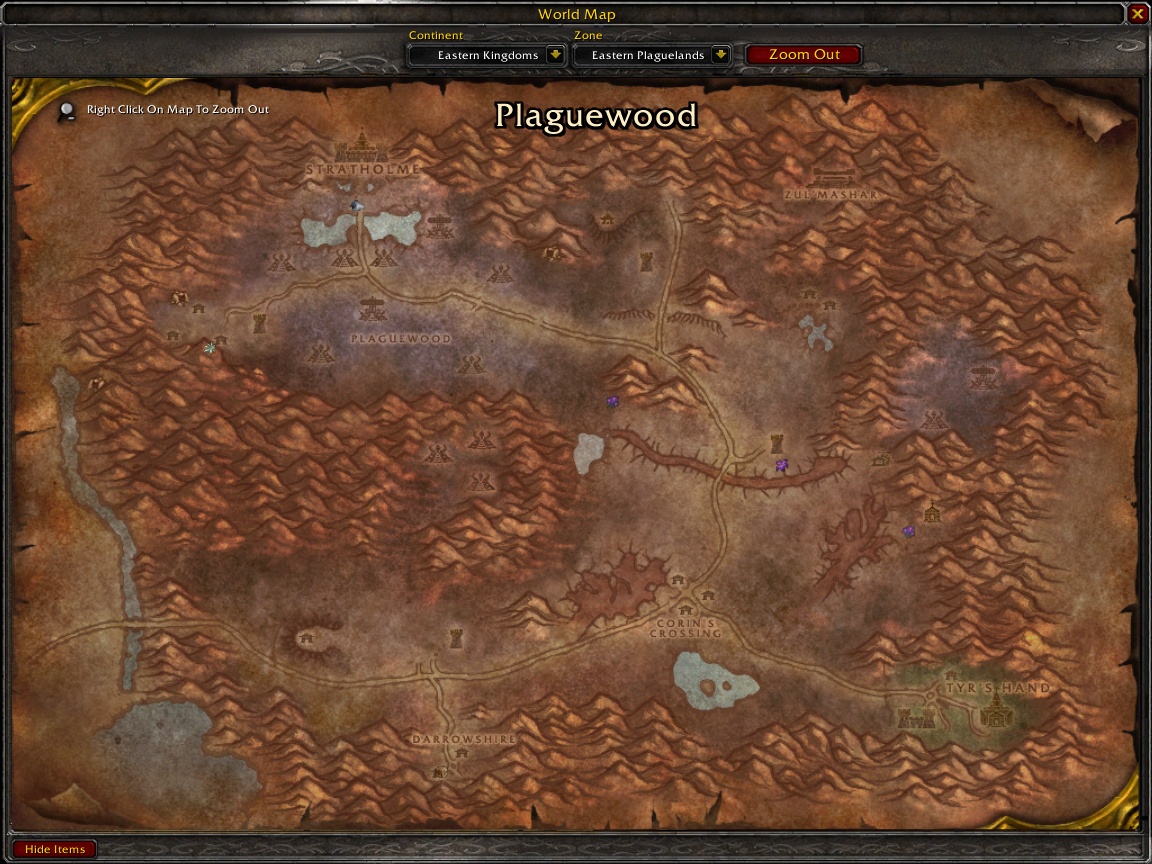 World Map
Continent
Zone
Eastern Kingdoms
Eastern Plaguelands
Zoom Out
Right Click On Map To Zoom Out
Plaguewood
STRATHOLME
ZUL'MASHAR
PLAGUEWOOD
CORIN'S
CROSSING
TYR'S HAND
DARROWSHIRE
Hide Items